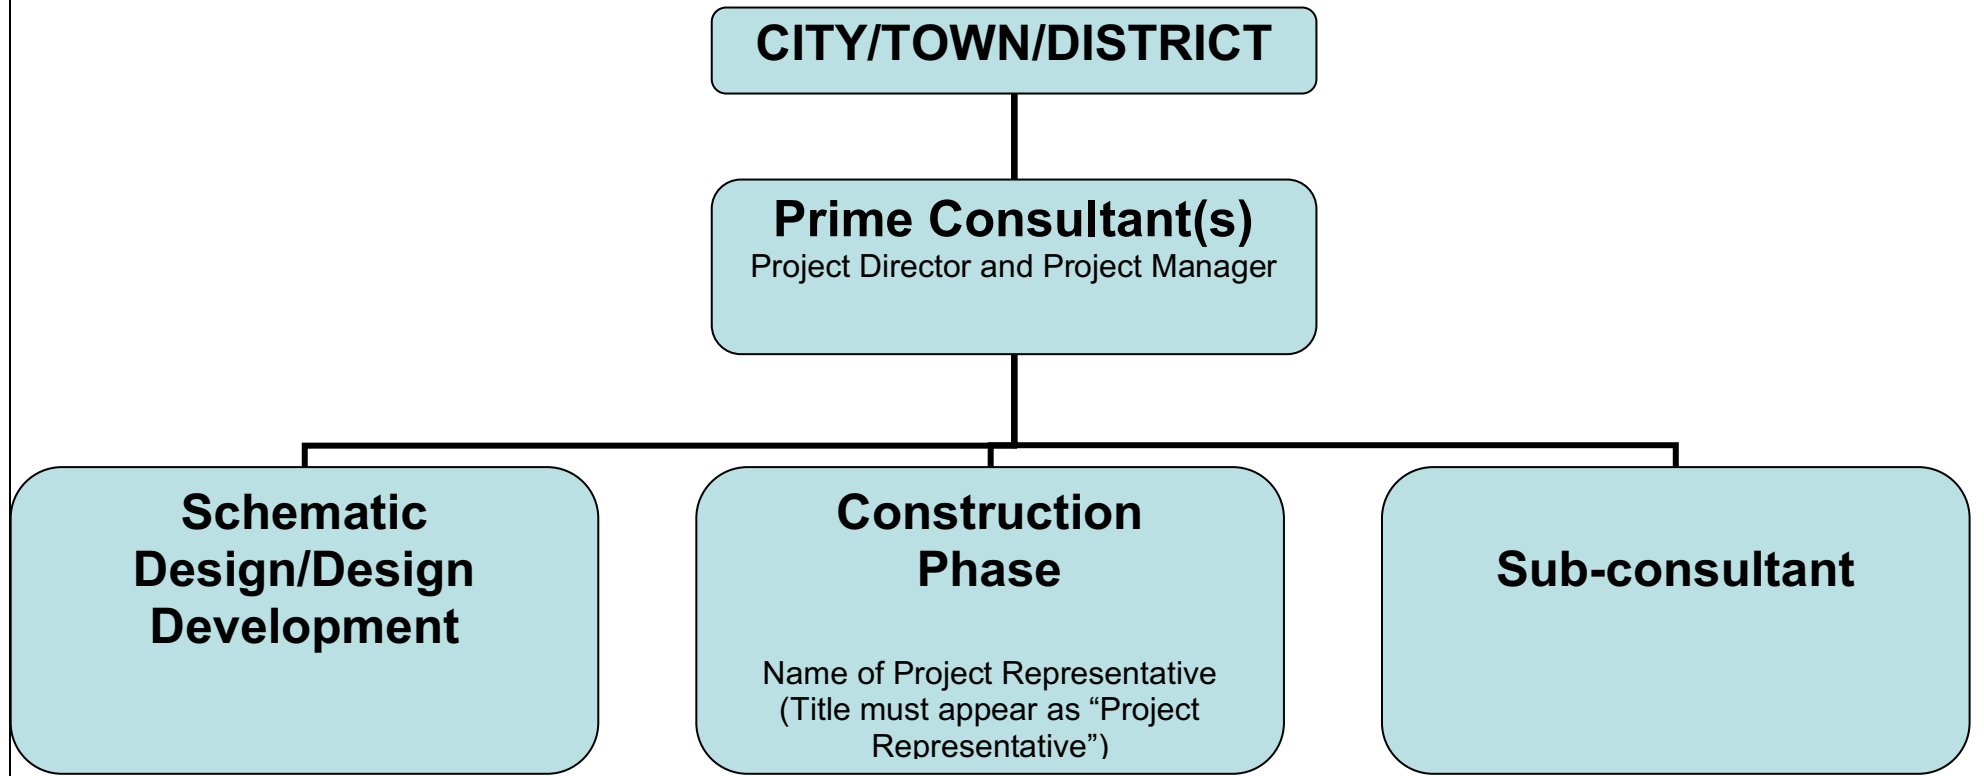 CITY/TOWN/DISTRICT
Prime Consultant(s)
Project Director and Project Manager
Schematic
Design/Design
Development
Construction
Phase
Name of Project Representative
(Title must appear as “Project
Representative”)
Sub-consultant